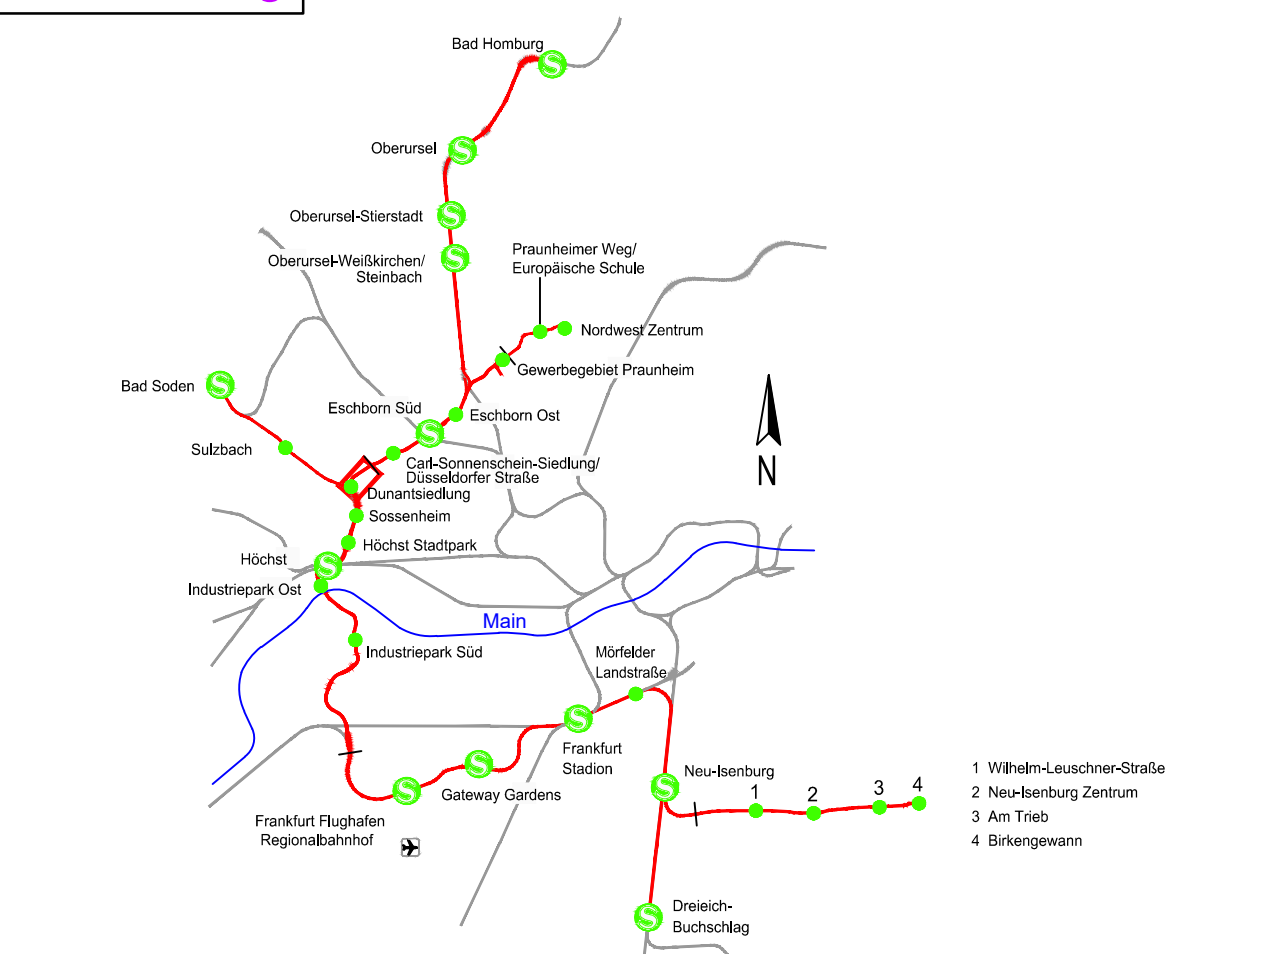 Bad Homburg
S
Oberursel
S
Oberursel-Stierstadt
S
Oberursel-Weißkirchen/
Steinbach
S
Praunheimer Weg/
Europäische Schule
Nordwest Zentrum
Gewerbegebiet Praunheim
Bad Soden
S
Eschborn Süd
S
Eschborn Ost
Sulzbach
Carl-Sonnenschein-Siedlung/
Düsseldorfer Straße
Dunantsiedlung
Sossenheim
Höchst Stadtpark
Höchst
S
Industriepark Ost
N
Main
Industriepark Süd
Mörfelder
Landstraße
S
Frankfurt
Stadion
S
Gateway Gardens
S
Frankfurt Flughafen
Regionalbahnhof
Neu-Isenburg
S
1
2
3
4
1 Wilhelm-Leuschner-Straße
2 Neu-Isenburg Zentrum
3 Am Trieb
4 Birkengewann
S
Dreieich-
Buchschlag